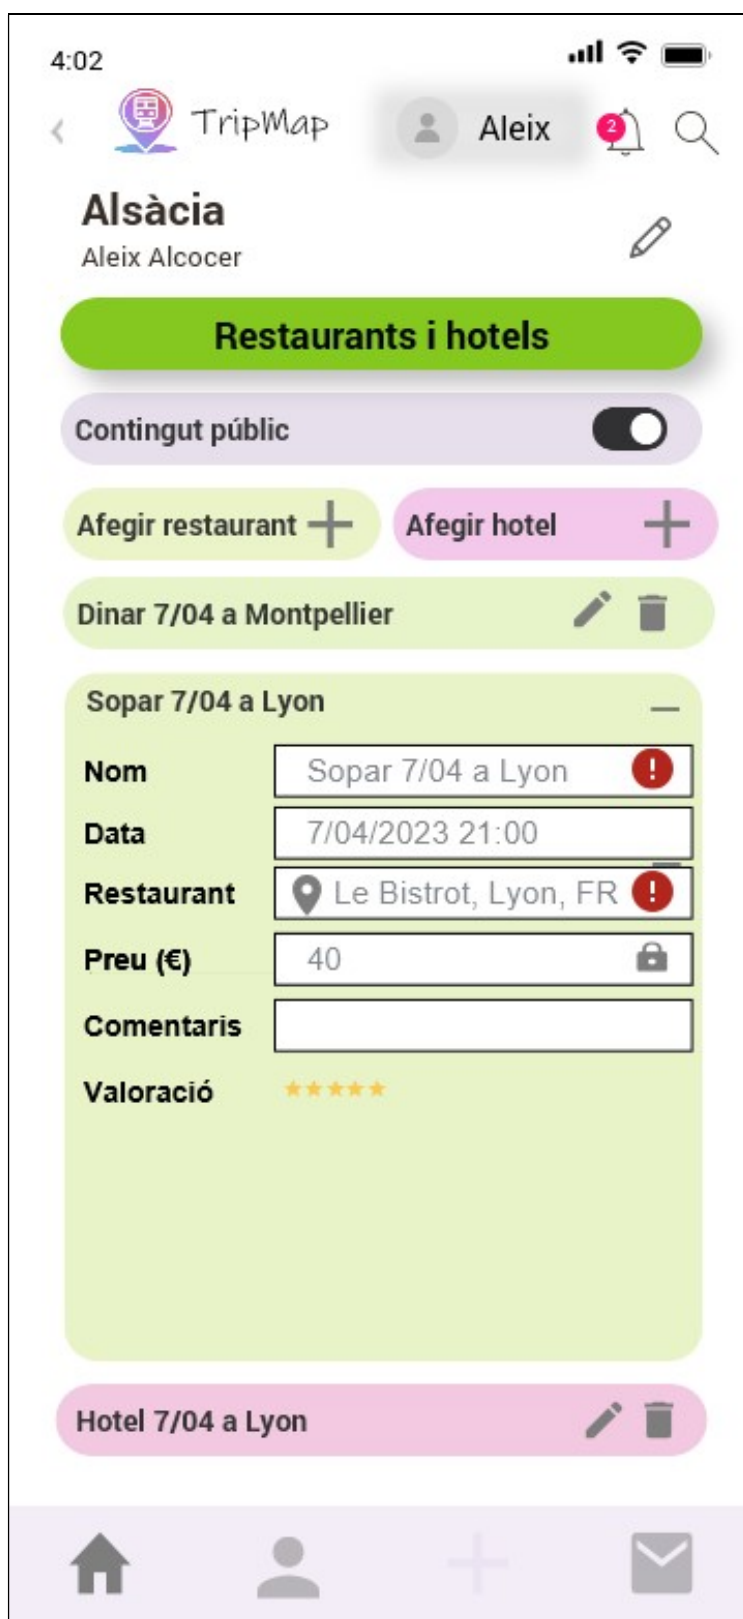 4:02
TripMap
Aleix
2
Alsàcia
Aleix Alcocer
Restaurants i hotels
Contingut públic
Afegir restaurant
Afegir hotel
Dinar 7/04 a Montpellier
Sopar 7/04 a Lyon
Nom Sopar 7/04 a Lyon
Data 7/04/2023 21:00
Restaurant Le Bistrot, Lyon, FR
Preu (€) 40
Comentaris
Valoració
Hotel 7/04 a Lyon